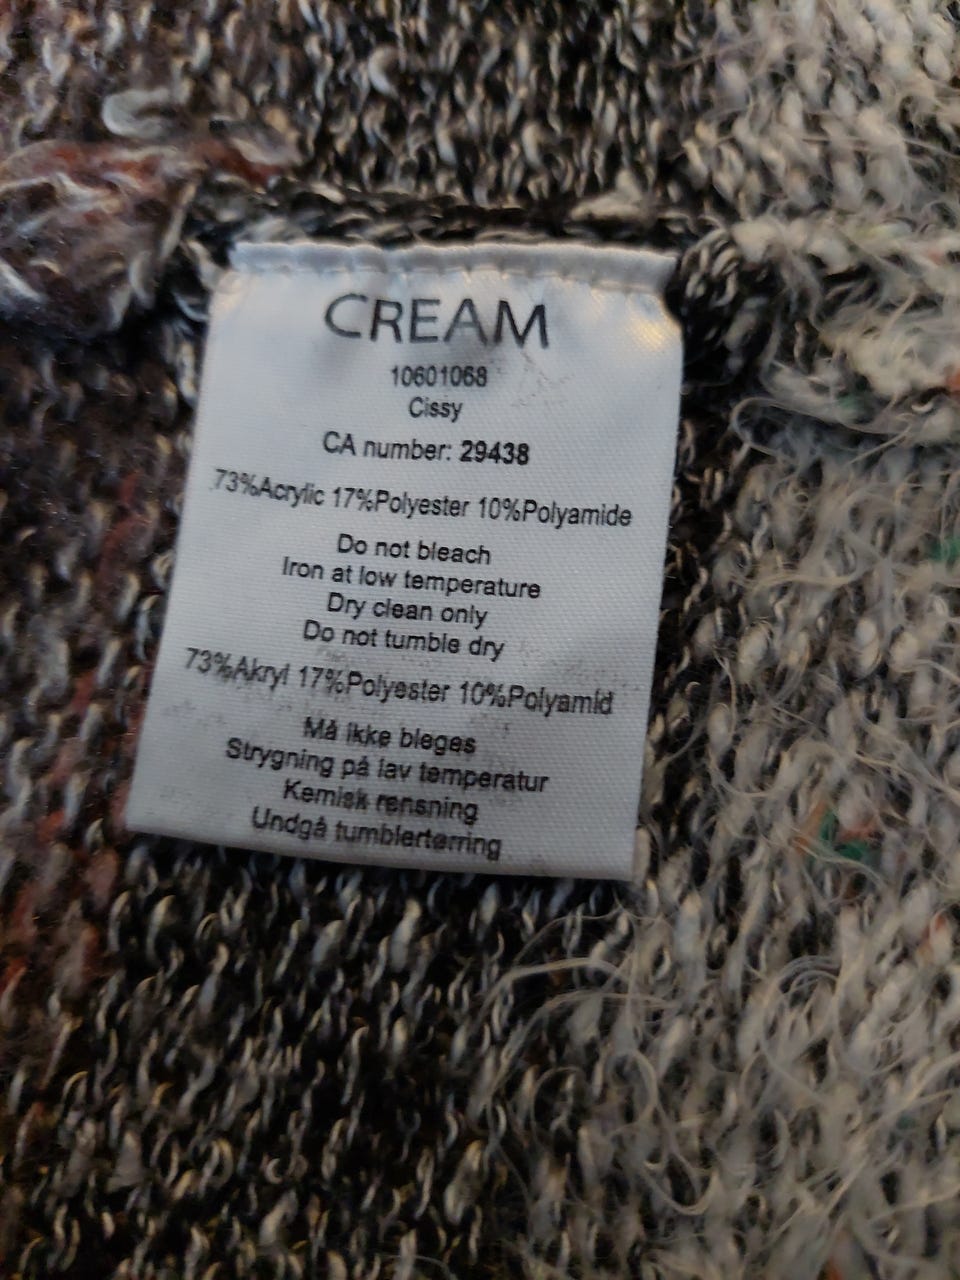 CREAM
10601068
Cissy
CA number: 29438
73%Acrylic 17%Polyester 10%Polyamide
Do not bleach
Iron at low temperature
Dry clean only
Do not tumble dry
73%Akryl 17%Polyester 10%Polyamid
Må ikke bleges
Strygning på lav temperatur
Kemisk rensning
Undgå tumblertørring